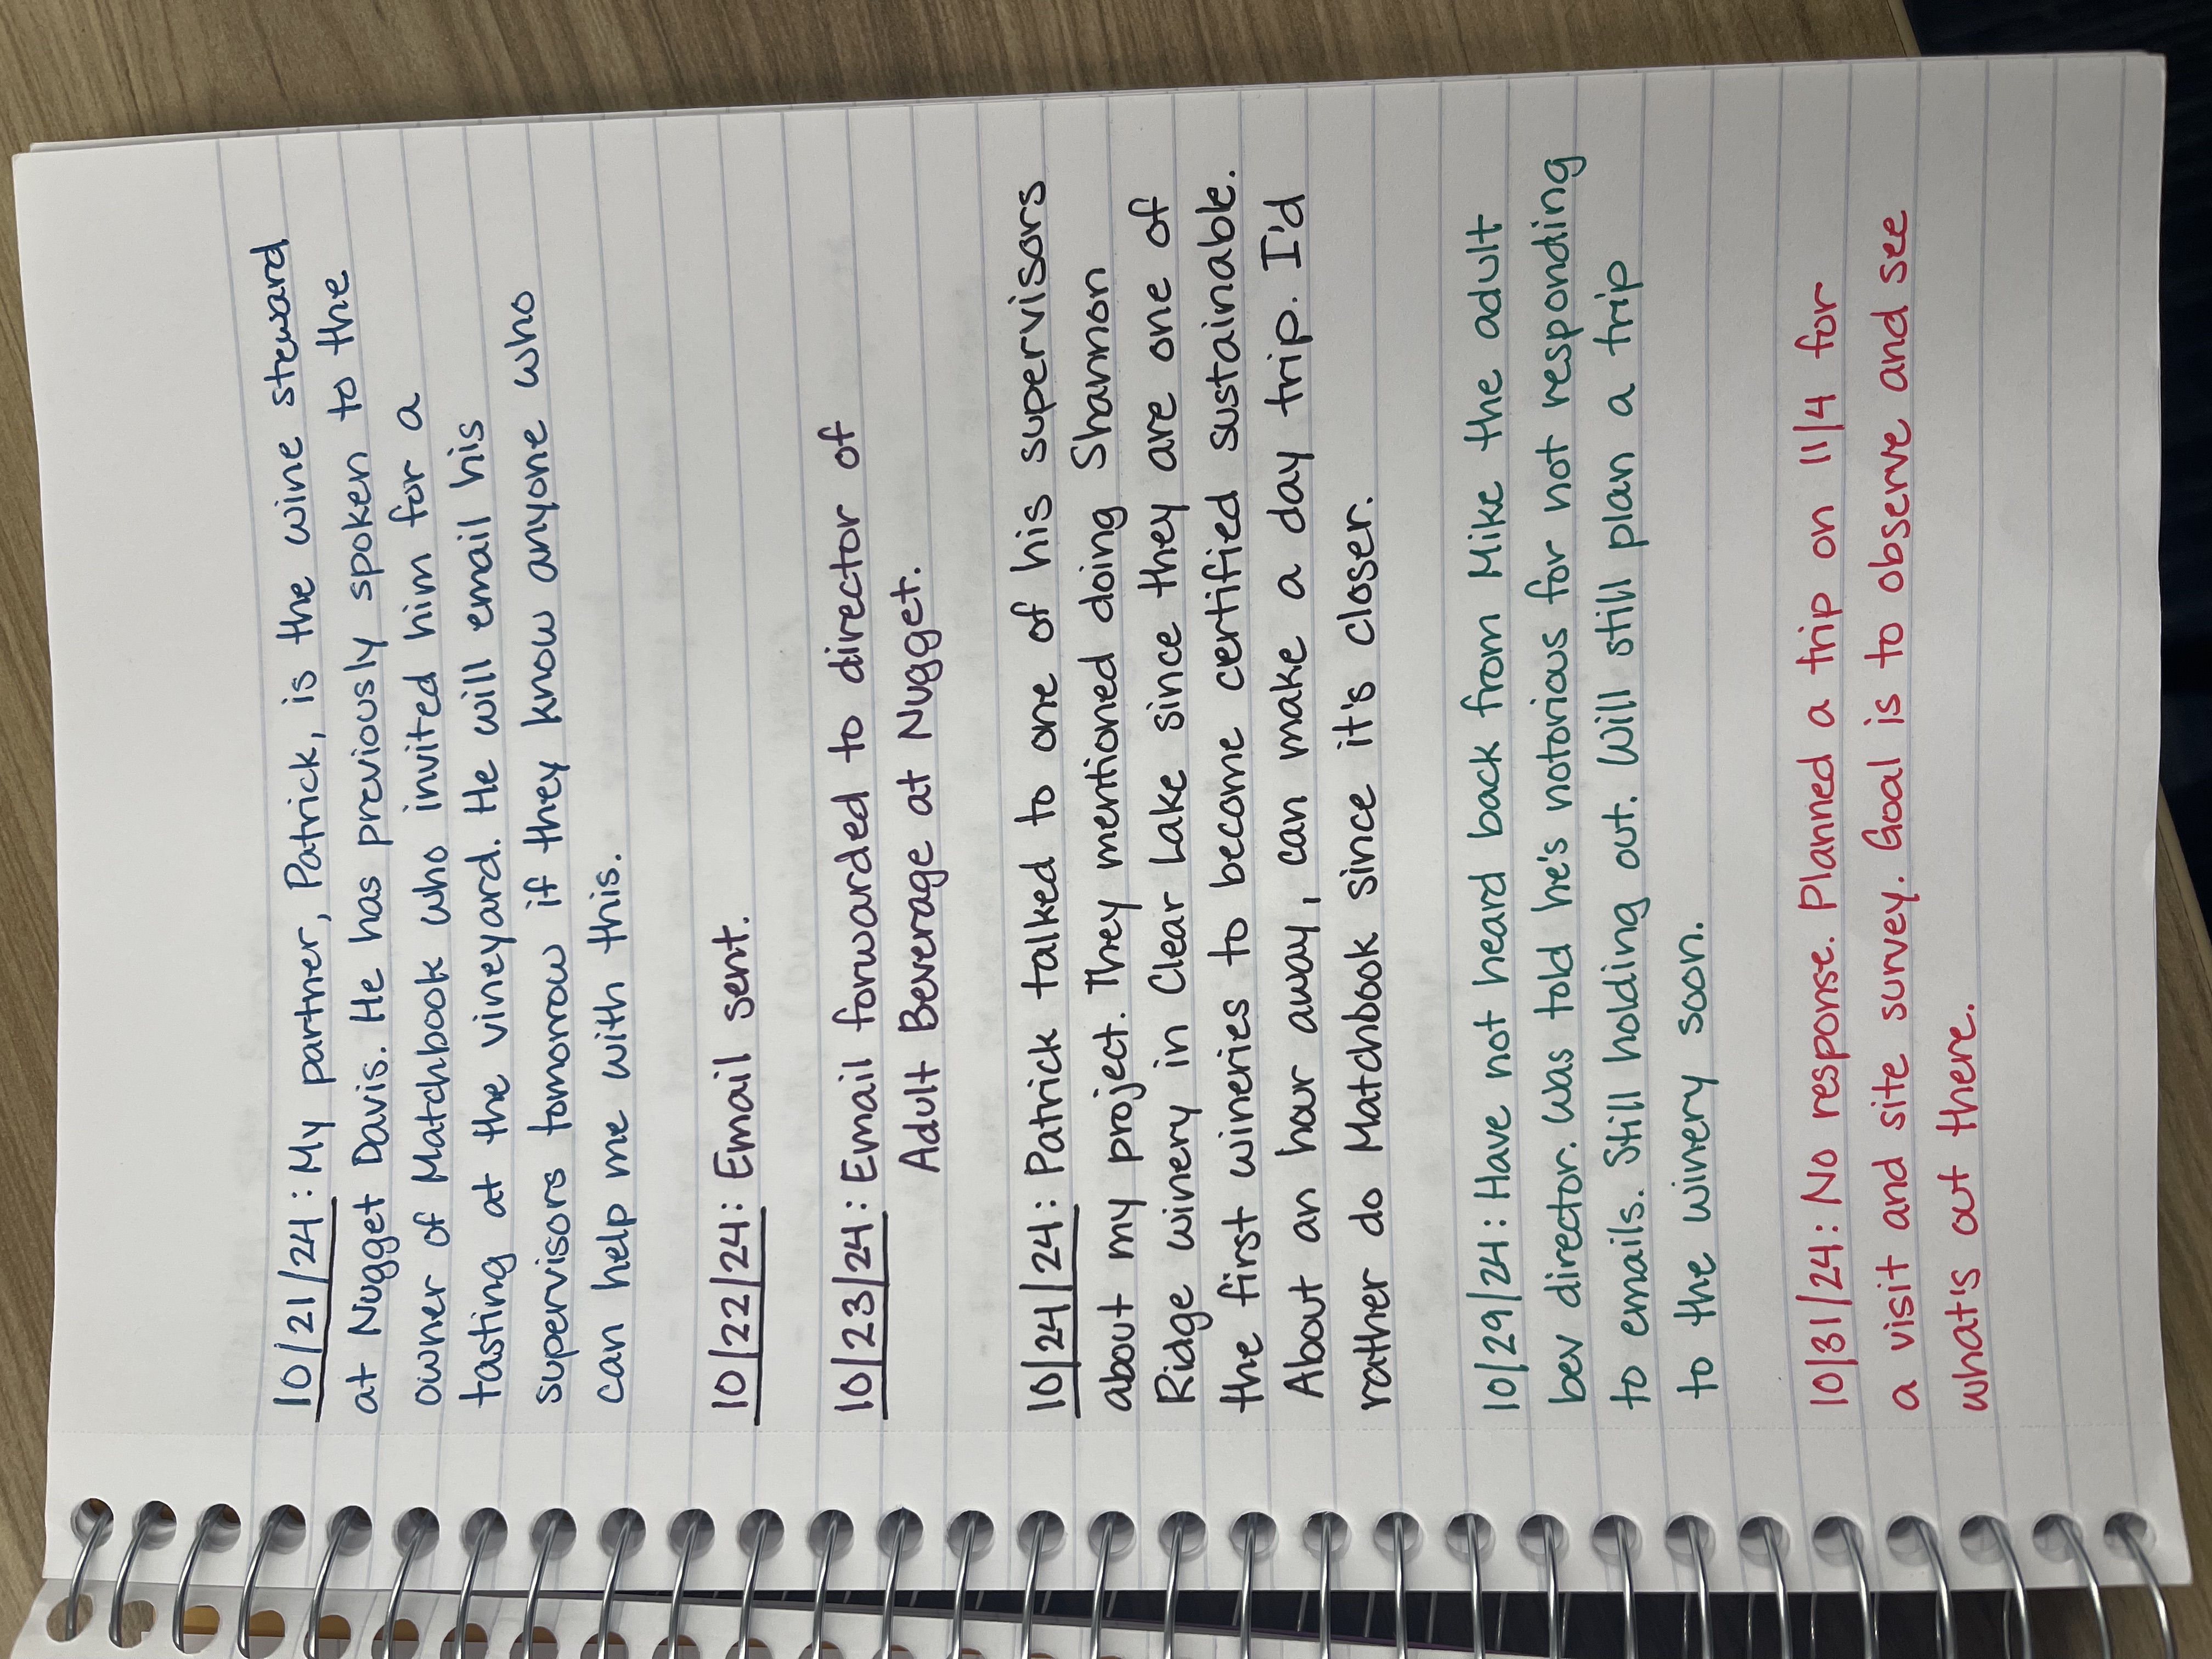 10/21/24: My partner, Patrick, is the wine steward
at Nugget Davis. He has previously spoken to the
owner of Matchbook who invited him for a
tasting at the vineyard. He will email his
supervisors tomorrow if they know anyone who
can help me with this.
10/22/24: Email sent.
10/23/24: Email forwarded to director of
Adult Beverage at Nugget.
10/24/24: Patrick talked to one of his supervisors
about my project. They mentioned doing Shannon
Ridge winery in Clear Lake since they are one of
the first wineries to become certified sustainable.
About an hour away, can make a day trip. I'd
rather do Matchbook since it's closer.
10/29/24: Have not heard back from Mike the adult
bev director. Was told he's notorious for not responding
to emails. Still holding out. Will still plan a trip
to the winery soon.
10/31/24: No response. Planned a trip on 11/4 for
a visit and site survey. Goal is to observe and see
what's out there.